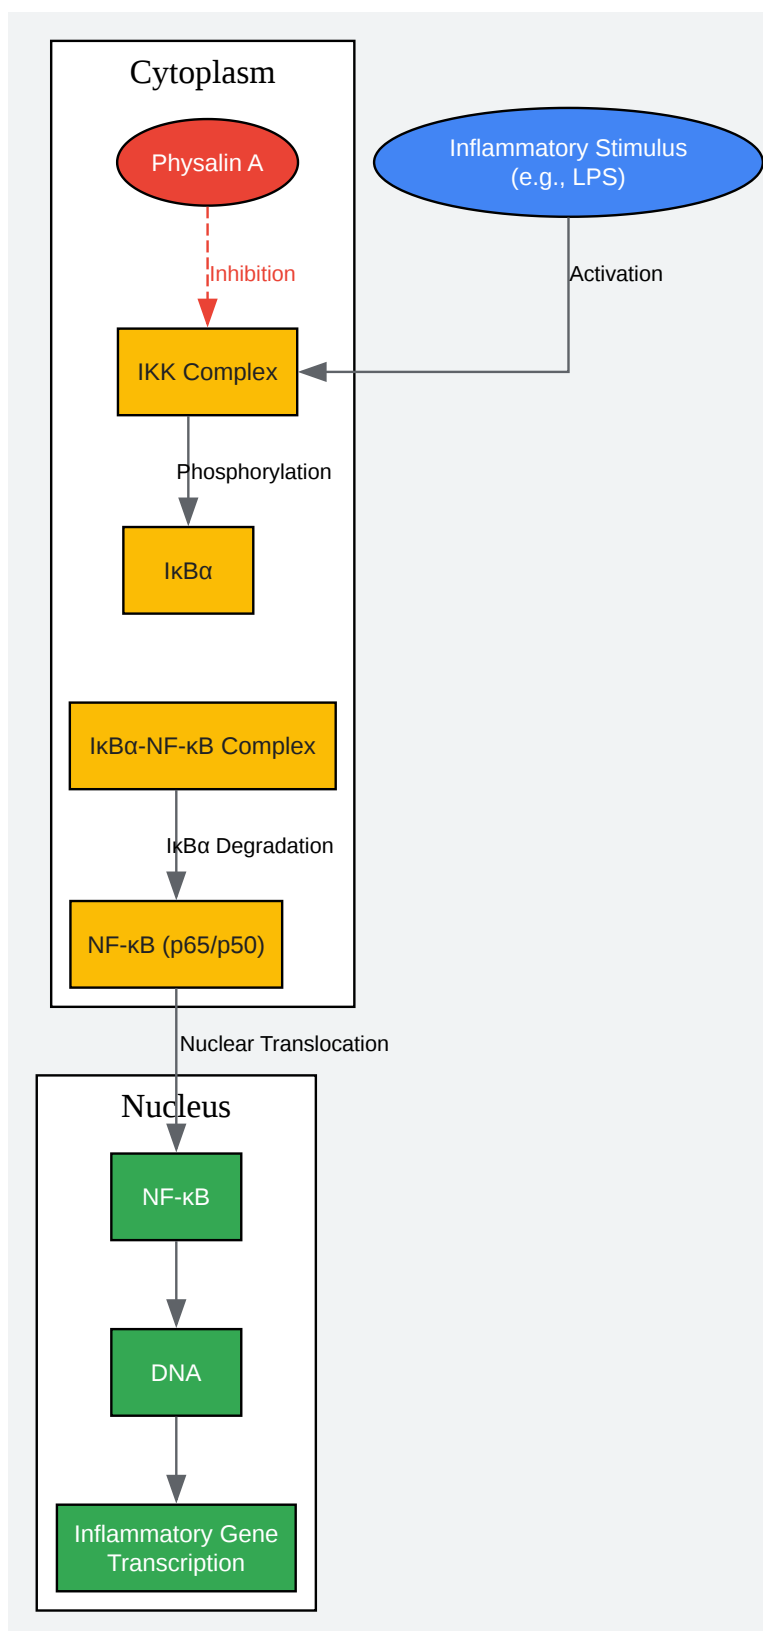 Cytoplasm
Physalin A
Inflammatory Stimulus
(e.g., LPS)
Inhibition
Activation
IKK Complex
Phosphorylation
IκBα
IκBα-NF-κB Complex
IκBα Degradation
NF-κB (p65/p50)
Nuclear Translocation
Nucleus
NF-κB
DNA
Inflammatory Gene
Transcription